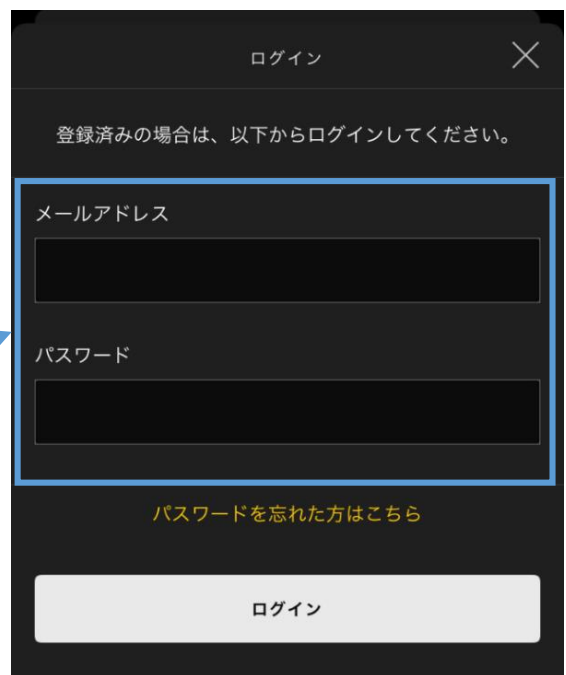 ログイン
登録済みの場合は、以下からログインしてください。
メールアドレス
パスワード
パスワードを忘れた方はこちら
ログイン